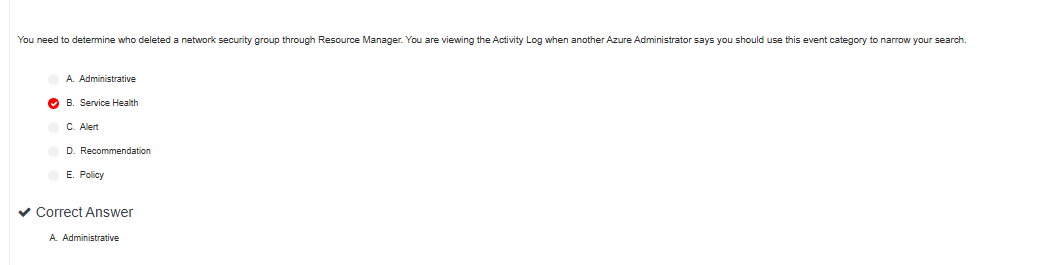 You need to determine who deleted a network security group through Resource Manager. You are viewing the Activity Log when another Azure Administrator says you should use this event category to narrow your search.
A. Administrative
B. Service Health
C. Alert
D. Recommendation
E. Policy
Correct Answer
A. Administrative